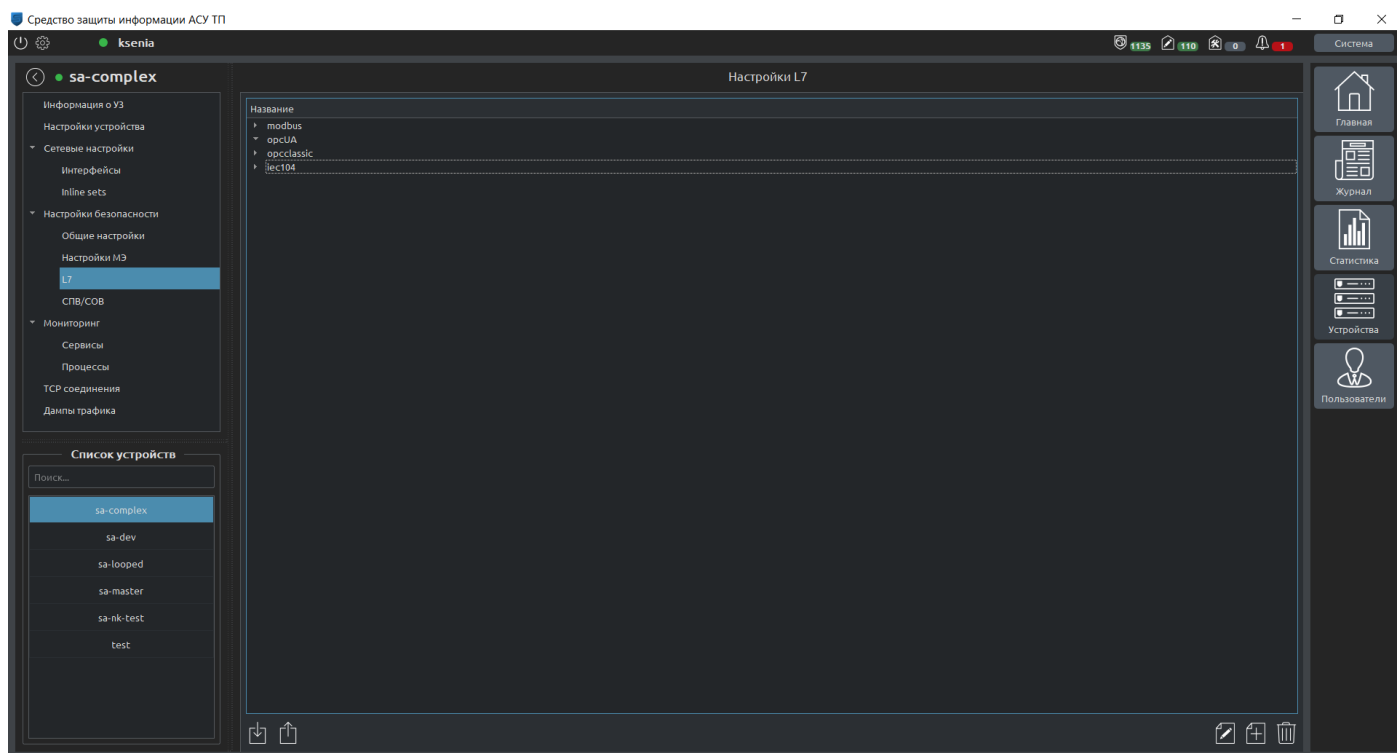 Средство защиты информации АСУ ТП
ksenia
1135
110
0
1
Система
sa-complex
Информация о УЗ
Настройки устройства
Сетевые настройки
Интерфейсы
Inline sets
Настройки безопасности
Общие настройки
Настройки МЭ
L7
СПВ/СОВ
Мониторинг
Сервисы
Процессы
TCP соединения
Дампы трафика
Список устройств
Поиск...
sa-complex
sa-dev
sa-looped
sa-master
sa-nk-test
test
Настройки L7
Название
modbus
opcUA
opcclassic
iec104
Главная
Журнал
Статистика
Устройства
Пользователи